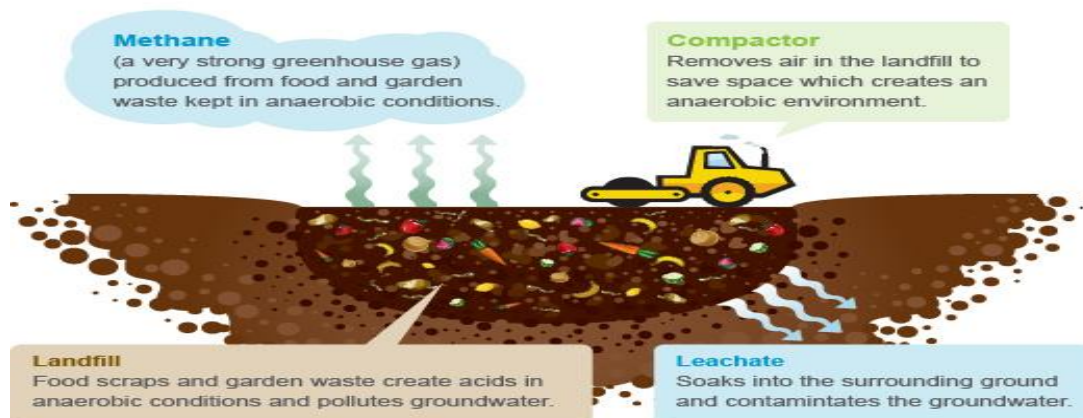 Methane
(a very strong greenhouse gas)
produced from food and garden
waste kept in anaerobic conditions.
Compactor
Removes air in the landfill to
save space which creates an
anaerobic environment.
Landfill
Food scraps and garden waste create acids in
anaerobic conditions and pollutes groundwater.
Leachate
Soaks into the surrounding ground
and contamintates the groundwater.